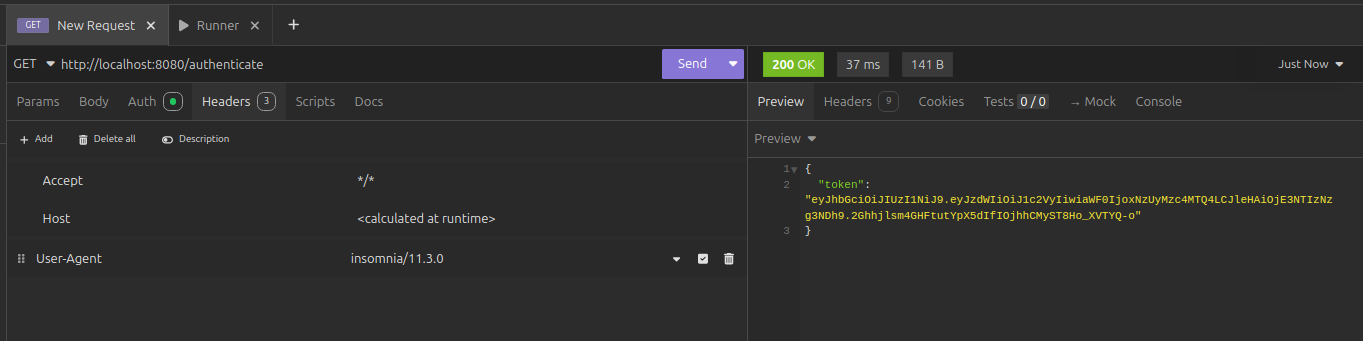 GET New Request × Runner × +
GET http://localhost:8080/authenticate Send
200 OK 37 ms 141 B Just Now
Params Body Auth Headers 3 Scripts Docs
Preview Headers 9 Cookies Tests 0 / 0 → Mock Console
+ Add Delete all Description
Preview
Accept */*
Host <calculated at runtime>
User-Agent insomnia/11.3.0
1 {
2 "token":
"eyJhbGciOiJIUzI1NiJ9.eyJzdWIiOiJ1c2VyIiwiaWF0IjoxNzUyMzc4MTQ4LCJleHAiOjE3NTIzNz
g3NDh9.2Ghhjlsm4GHFtutYpX5dIfIOjhhCMyST8Ho_XVTYQ-o"
3 }